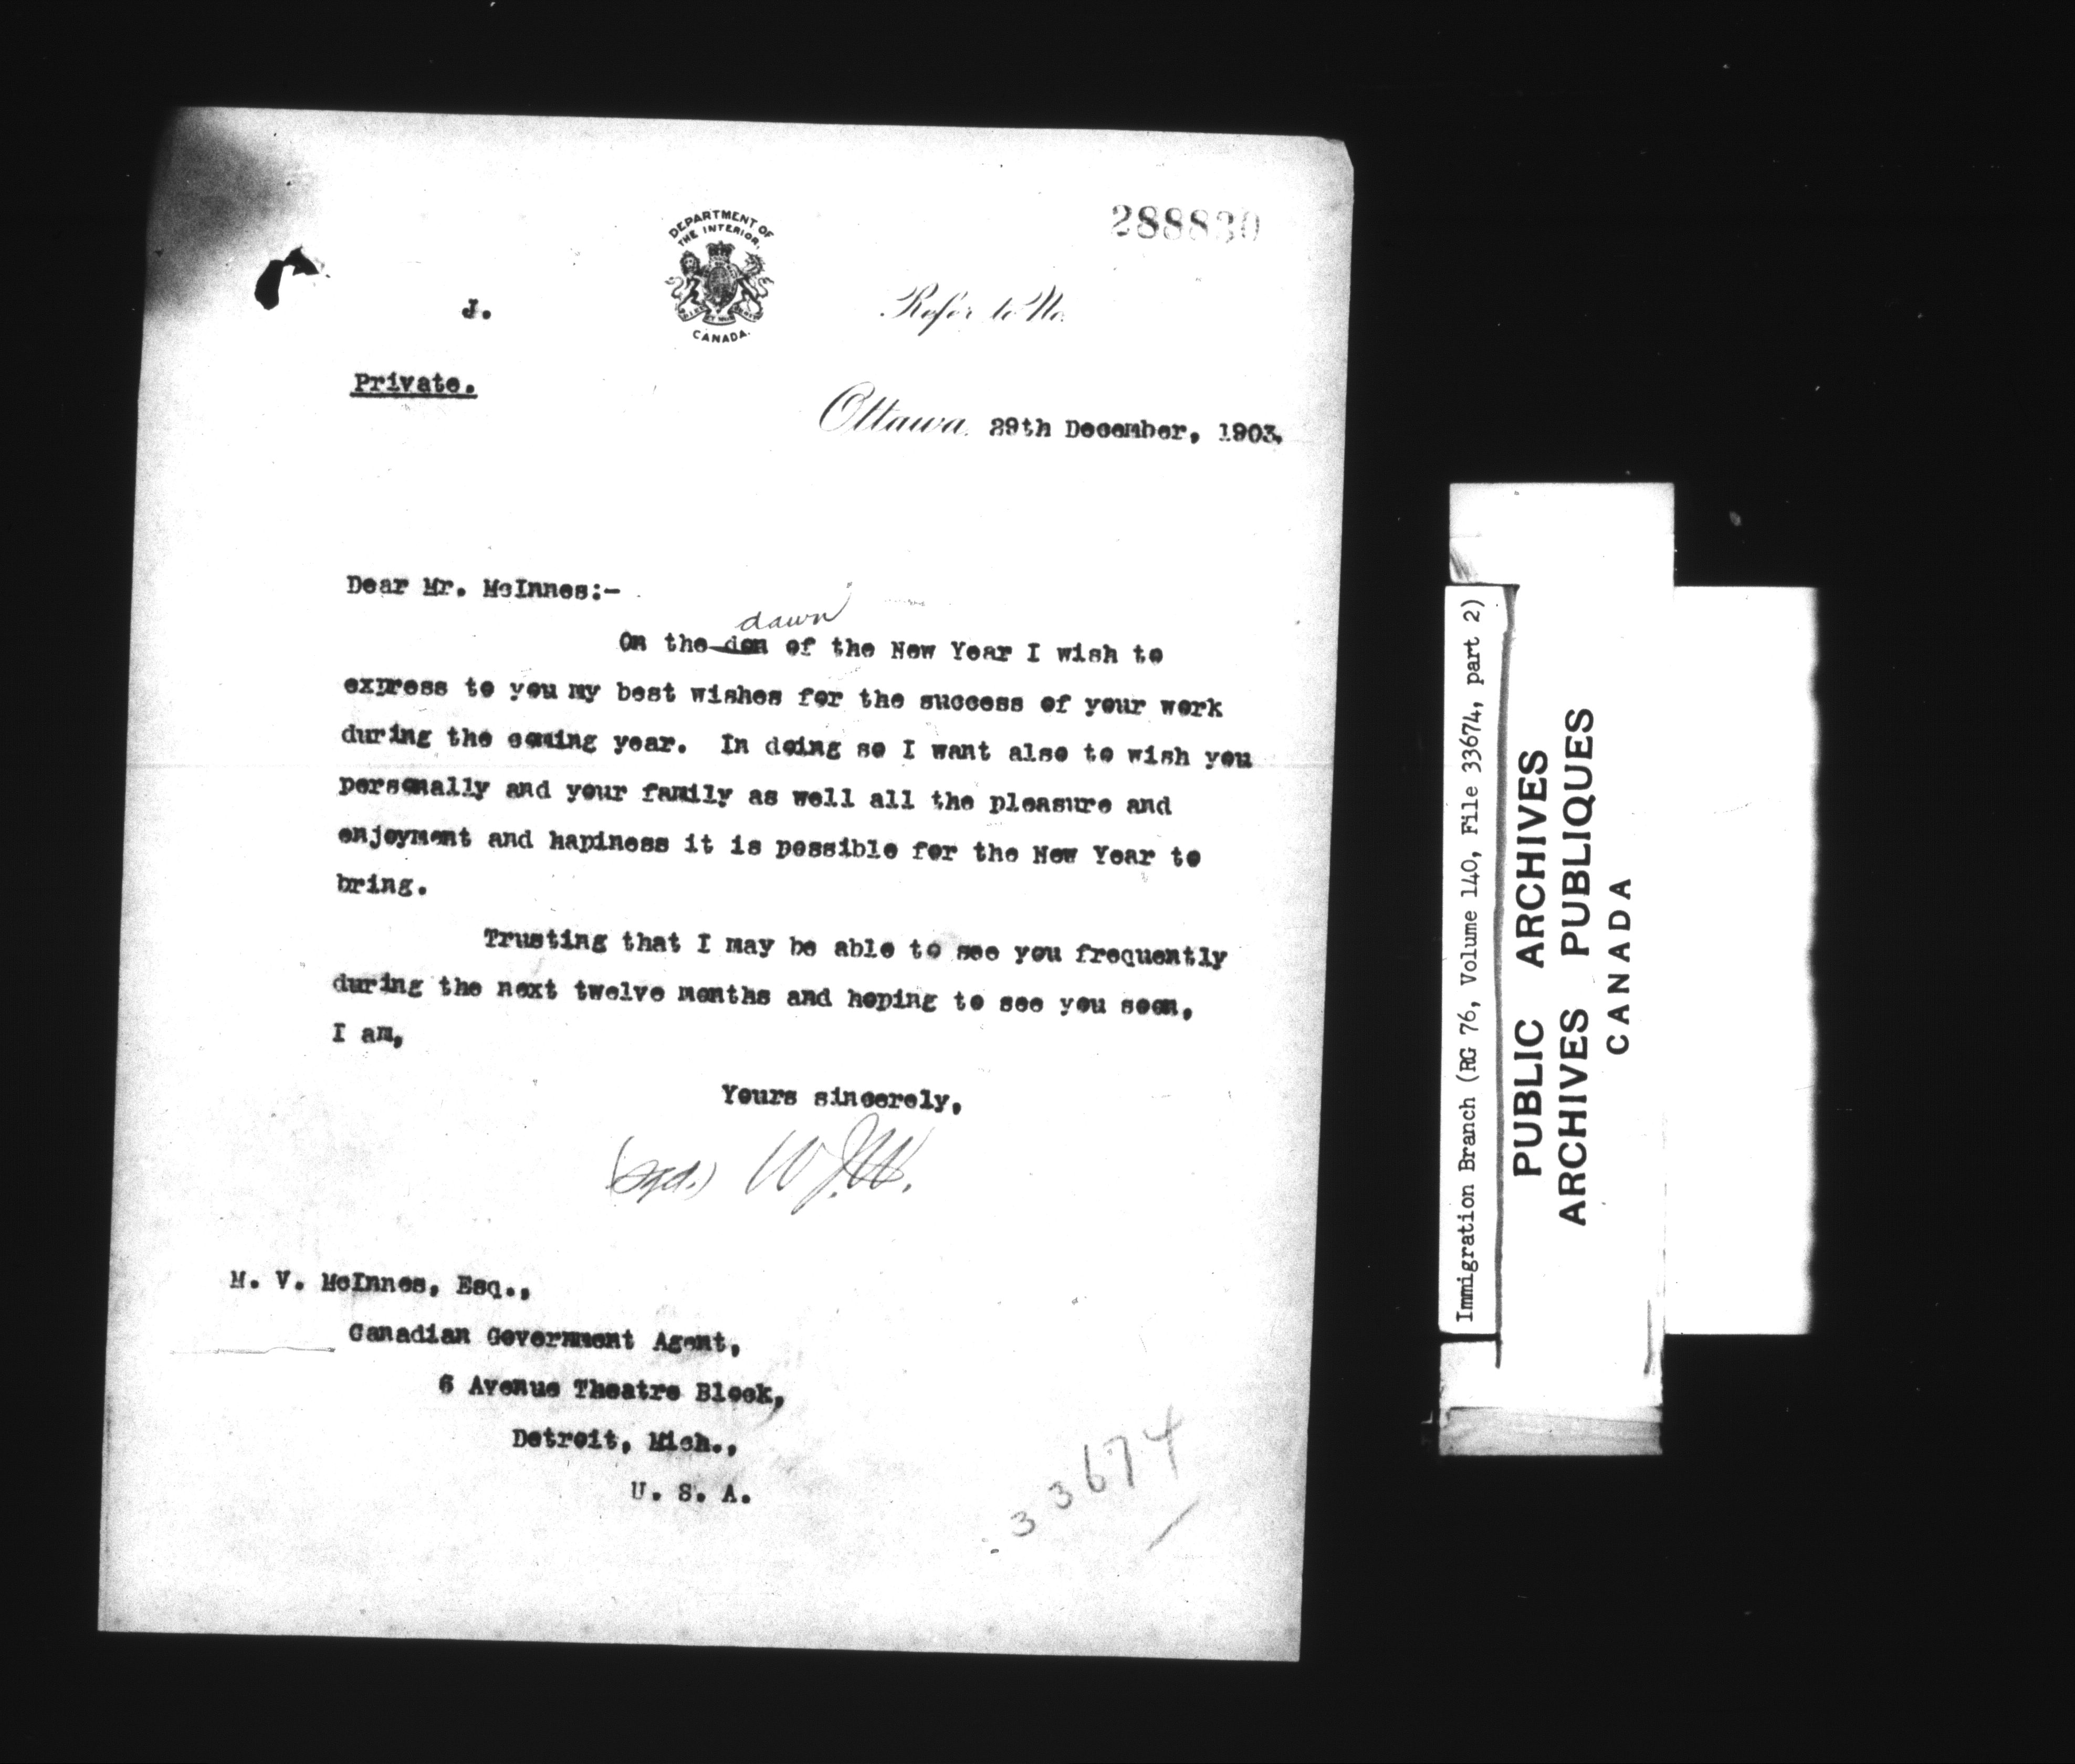 288830
DEPARTMENT OF
THE INTERIOR,
CANADA.
J.
Refer to No.
Private.
Ottawa, 29th December, 1903.
Dear Mr. McInnes:-
dawn
On the don of the New Year I wish to
express to you my best wishes for the success of your work
during the coming year. In doing so I want also to wish you
personally and your family as well all the pleasure and
enjoyment and hapiness it is possible for the New Year to
bring.
Trusting that I may be able to see you frequently
during the next twelve months and hoping to see you soon,
I am,
Yours sincerely,
(sgd.) W.J.W.
M. V. McInnes, Esq.,
Canadian Government Agent,
6 Avenue Theatre Block,
Detroit, Mich.,
U. S. A.
33674
Immigration Branch (RG 76, Volume 140, File 33674, part 2)
PUBLIC ARCHIVES
ARCHIVES PUBLIQUES
CANADA